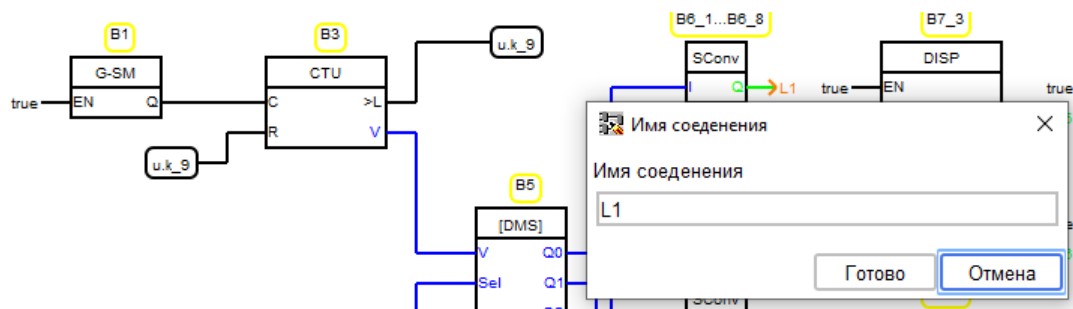 B1
B3
B6_1...B6_8
B7_3
G-SM
CTU
u.k_9
SConv
DISP
true EN Q
C >L
I Q L1
true EN
true
R V
u.k_9
Имя соеденения
Имя соеденения
L1
B5
[DMS]
V Q0
Sel Q1
Готово Отмена
SConv